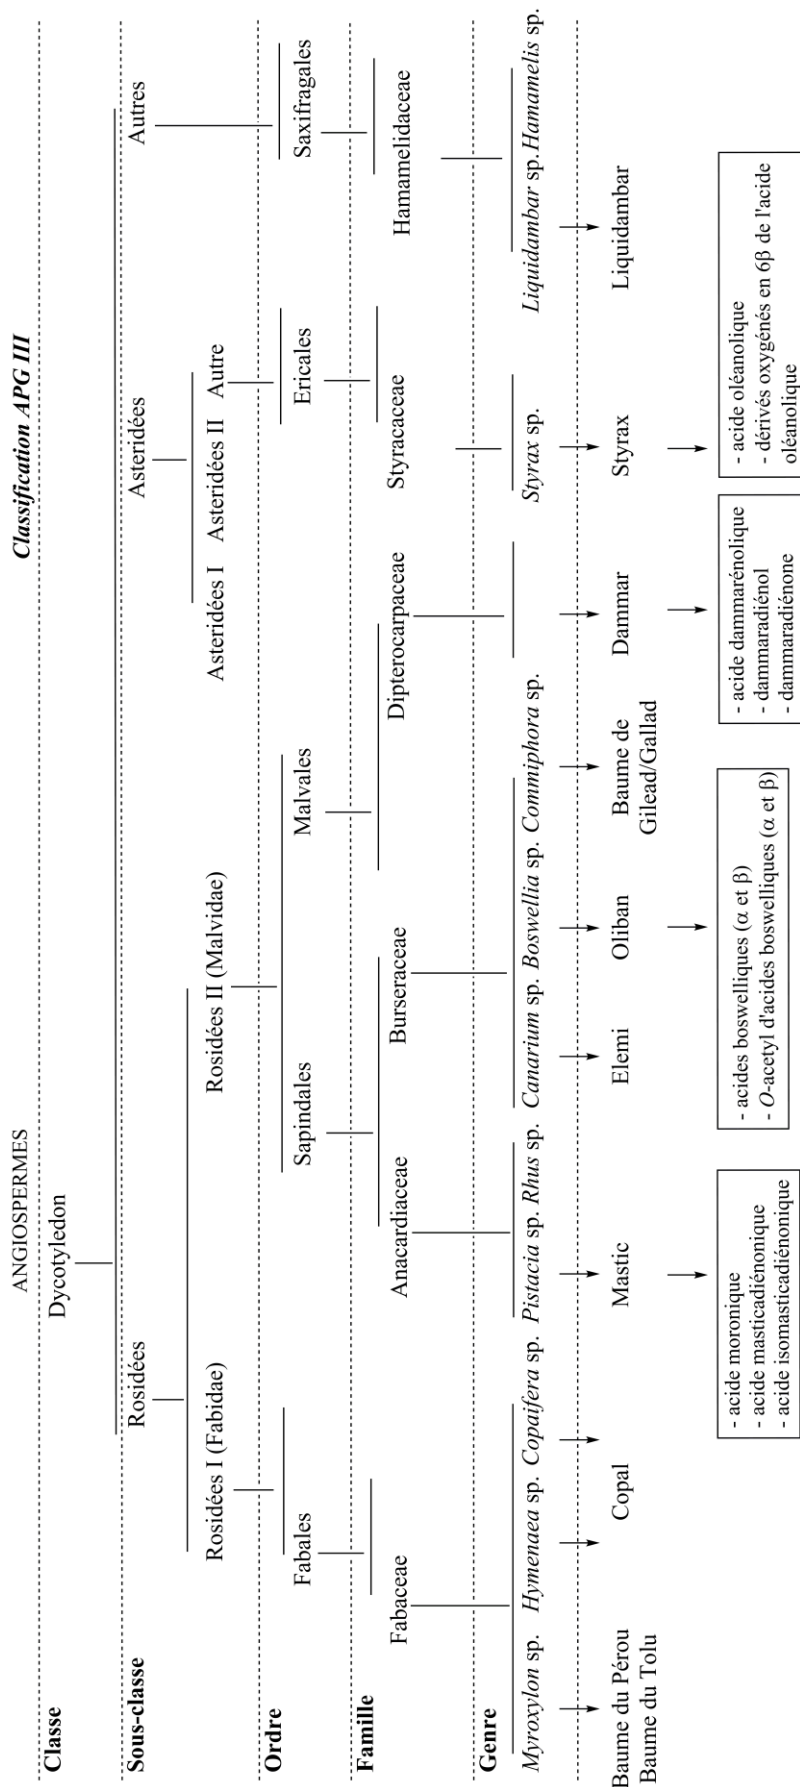 Classification APG III
ANGIOSPERMES
Classe
Dycotyledon
Sous-classe
Rosidées
Asteridées
Autres
Rosidées I (Fabidae)
Rosidées II (Malvidae)
Asteridées I
Asteridées II
Autre
Ordre
Fabales
Sapindales
Malvales
Ericales
Saxifragales
Famille
Fabaceae
Anacardiaceae
Burseraceae
Dipterocarpaceae
Styracaceae
Hamamelidaceae
Genre
Myroxylon sp.
Hymenaea sp.
Copaifera sp.
Pistacia sp.
Rhus sp.
Canarium sp.
Boswellia sp.
Commiphora sp.
Styrax sp.
Liquidambar sp.
Hamamelis sp.
Baume du Pérou
Baume du Tolu
Copal
Mastic
Elemi
Oliban
Baume de
Gilead/Gallad
Dammar
Styrax
Liquidambar
- acide moronique
- acide masticadiénonique
- acide isomasticadiénonique
- acides boswelliques (α et β)
- O-acetyl d'acides boswelliques (α et β)
- acide dammarénolique
- dammaradiénol
- dammaradiénone
- acide oléanolique
- dérivés oxygénés en 6β de l'acide
oléanolique